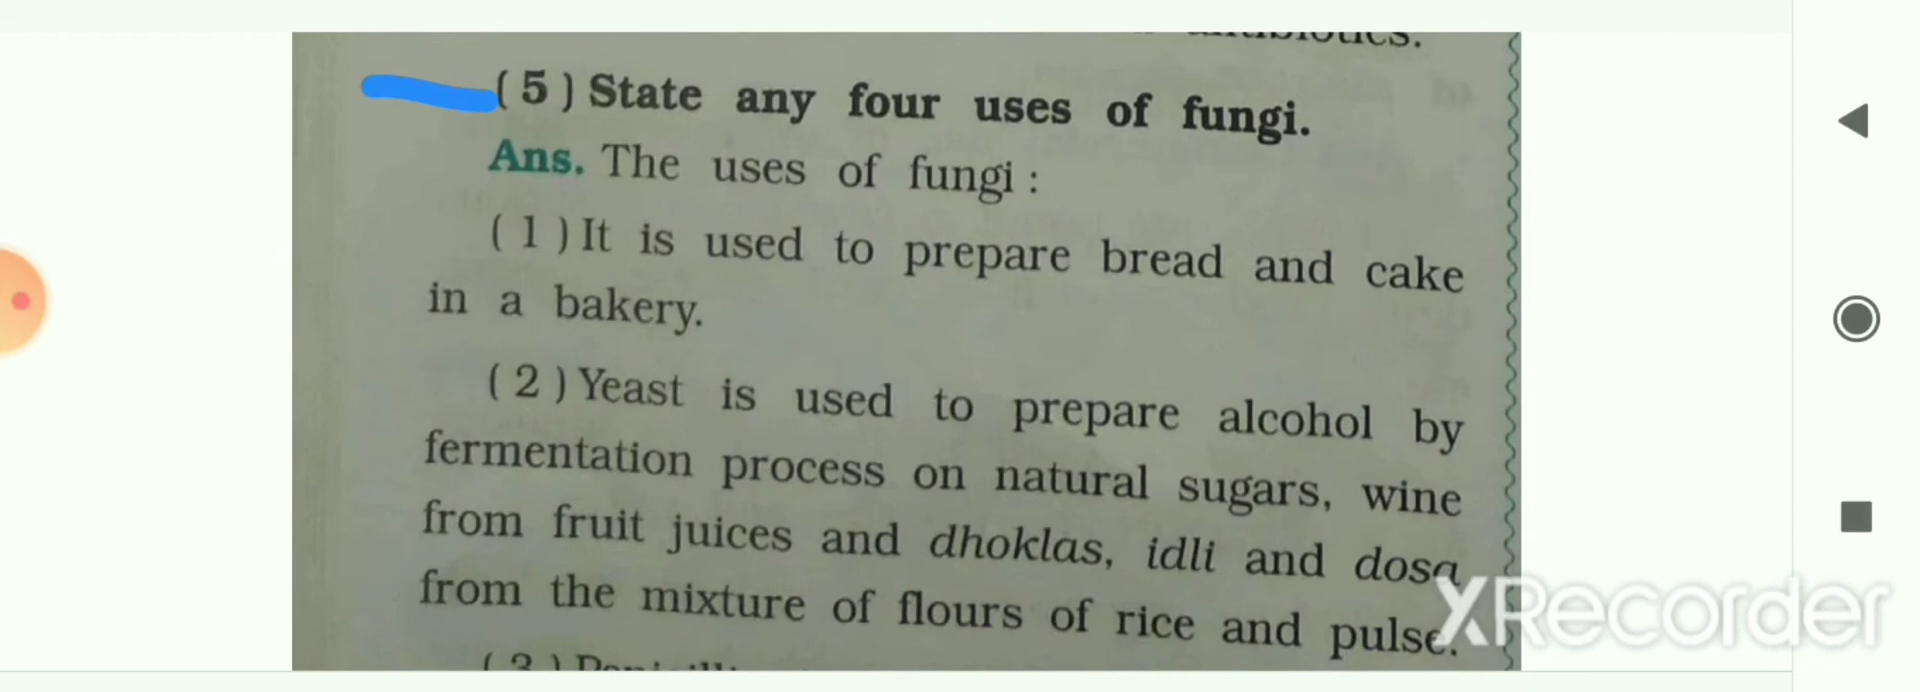 antibiotics.
( 5 ) State any four uses of fungi.
Ans. The uses of fungi :
( 1 ) It is used to prepare bread and cake
in a bakery.
( 2 ) Yeast is used to prepare alcohol by
fermentation process on natural sugars, wine
from fruit juices and dhoklas, idli and dosa
from the mixture of flours of rice and pulse.
XRecorder